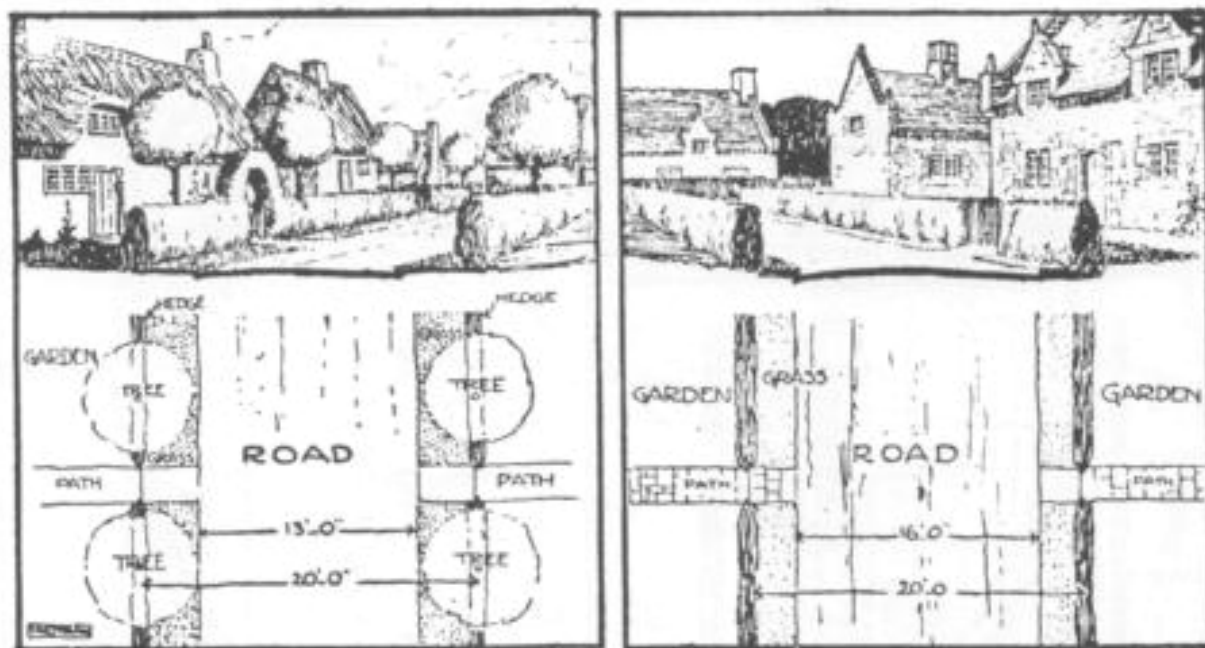 HEDGE
HEDGE
GRASS
GARDEN
TREE
TREE
GRASS
ROAD
PATH
PATH
13'-0"
TREE
TREE
20'-0"
GRASS
GARDEN
GARDEN
ROAD
PATH
PATH
16'-0"
20'-0